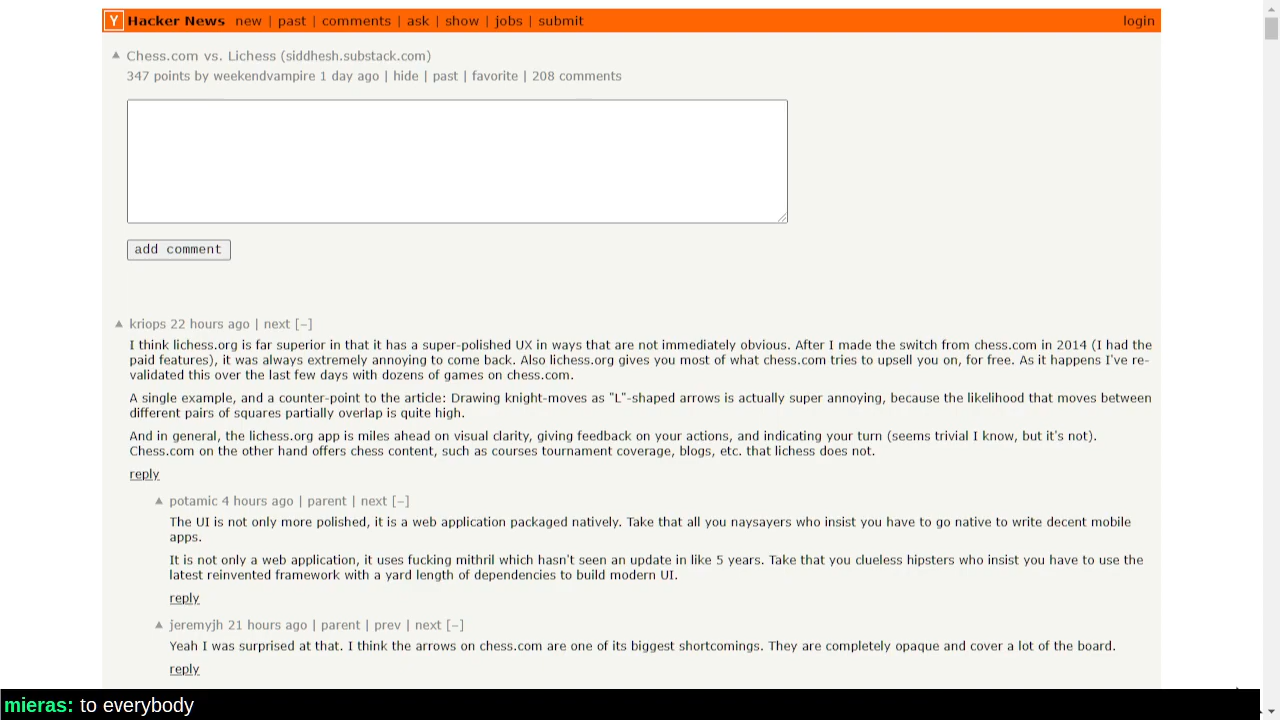 Y Hacker News new | past | comments | ask | show | jobs | submit login
▲ Chess.com vs. Lichess (siddhesh.substack.com)
347 points by weekendvampire 1 day ago | hide | past | favorite | 208 comments
add comment
▲ kriops 22 hours ago | next [–]
I think lichess.org is far superior in that it has a super-polished UX in ways that are not immediately obvious. After I made the switch from chess.com in 2014 (I had the
paid features), it was always extremely annoying to come back. Also lichess.org gives you most of what chess.com tries to upsell you on, for free. As it happens I've re-
validated this over the last few days with dozens of games on chess.com.
A single example, and a counter-point to the article: Drawing knight-moves as "L"-shaped arrows is actually super annoying, because the likelihood that moves between
different pairs of squares partially overlap is quite high.
And in general, the lichess.org app is miles ahead on visual clarity, giving feedback on your actions, and indicating your turn (seems trivial I know, but it's not).
Chess.com on the other hand offers chess content, such as courses tournament coverage, blogs, etc. that lichess does not.
reply
▲ potamic 4 hours ago | parent | next [–]
The UI is not only more polished, it is a web application packaged natively. Take that all you naysayers who insist you have to go native to write decent mobile
apps.
It is not only a web application, it uses fucking mithril which hasn't seen an update in like 5 years. Take that you clueless hipsters who insist you have to use the
latest reinvented framework with a yard length of dependencies to build modern UI.
reply
▲ jeremyjh 21 hours ago | parent | prev | next [–]
Yeah I was surprised at that. I think the arrows on chess.com are one of its biggest shortcomings. They are completely opaque and cover a lot of the board.
reply
mieras: to everybody